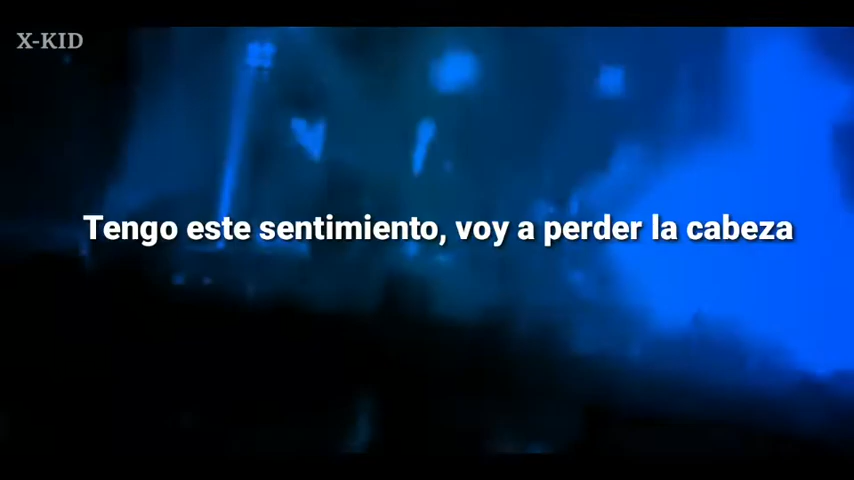 X-KID
Tengo este sentimiento, voy a perder la cabeza